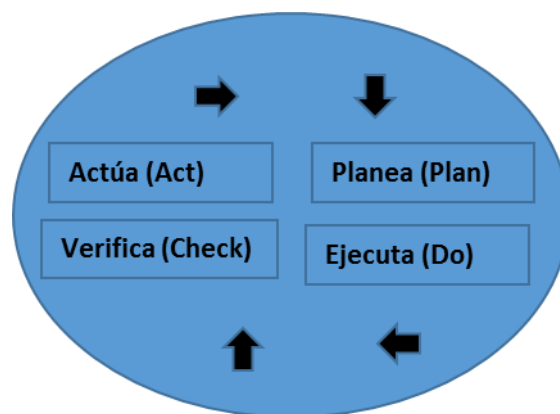 Actúa (Act)
Planea (Plan)
Verifica (Check)
Ejecuta (Do)